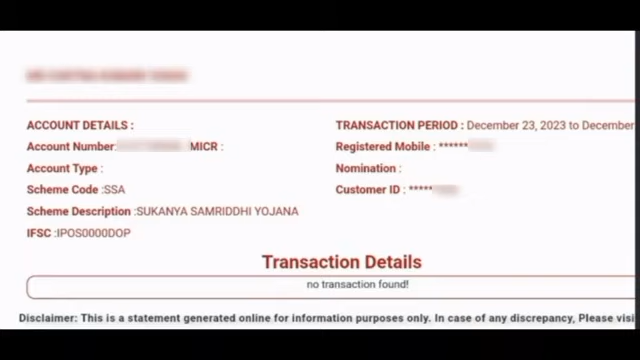 ACCOUNT DETAILS :
TRANSACTION PERIOD : December 23, 2023 to December
Account Number: MICR :
Registered Mobile : ******
Account Type :
Nomination :
Scheme Code :SSA
Customer ID : ****
Scheme Description :SUKANYA SAMRIDDHI YOJANA
IFSC :IPOS0000DOP
Transaction Details
no transaction found!
Disclaimer: This is a statement generated online for information purposes only. In case of any discrepancy, Please visi